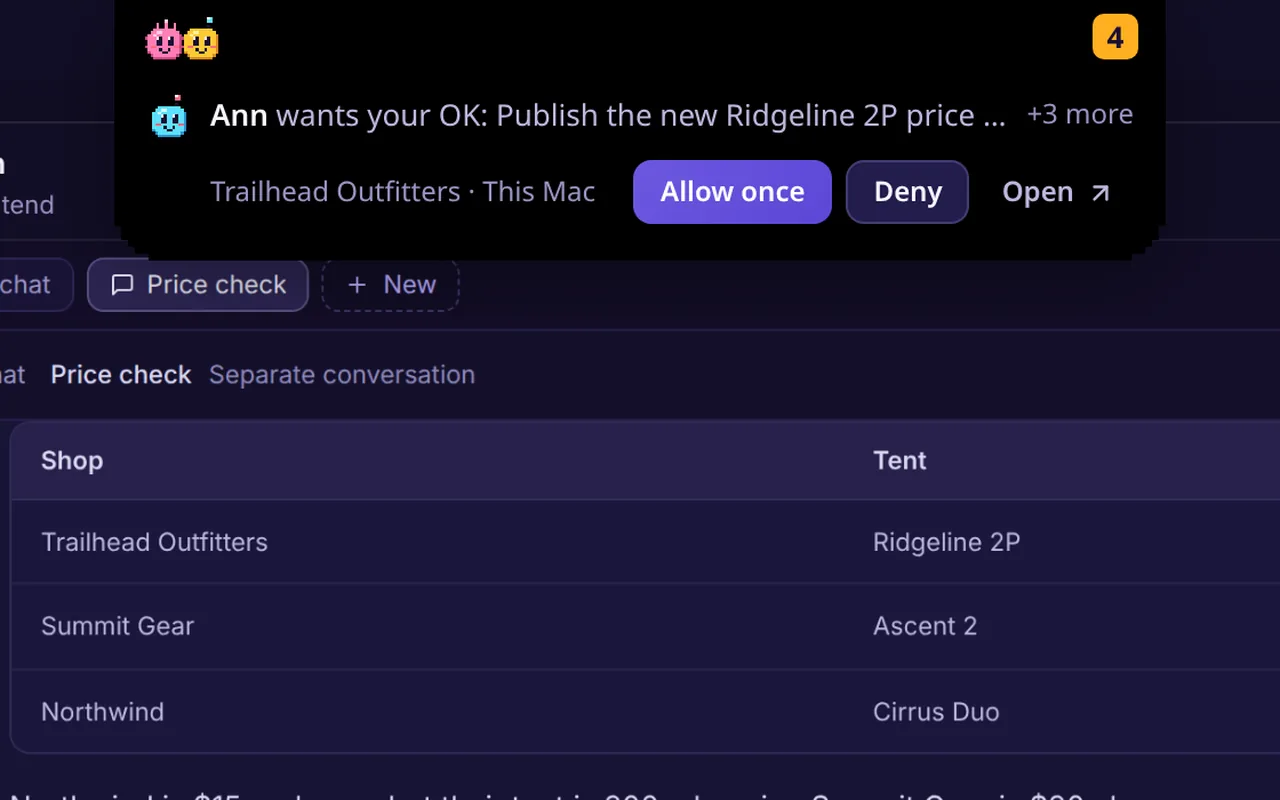 4
Ann wants your OK: Publish the new Ridgeline 2P price ... +3 more
Trailhead Outfitters · This Mac Allow once Deny Open
tend
chat Price check + New
Price check Separate conversation
Shop Tent
Trailhead Outfitters Ridgeline 2P
Summit Gear Ascent 2
Northwind Cirrus Duo